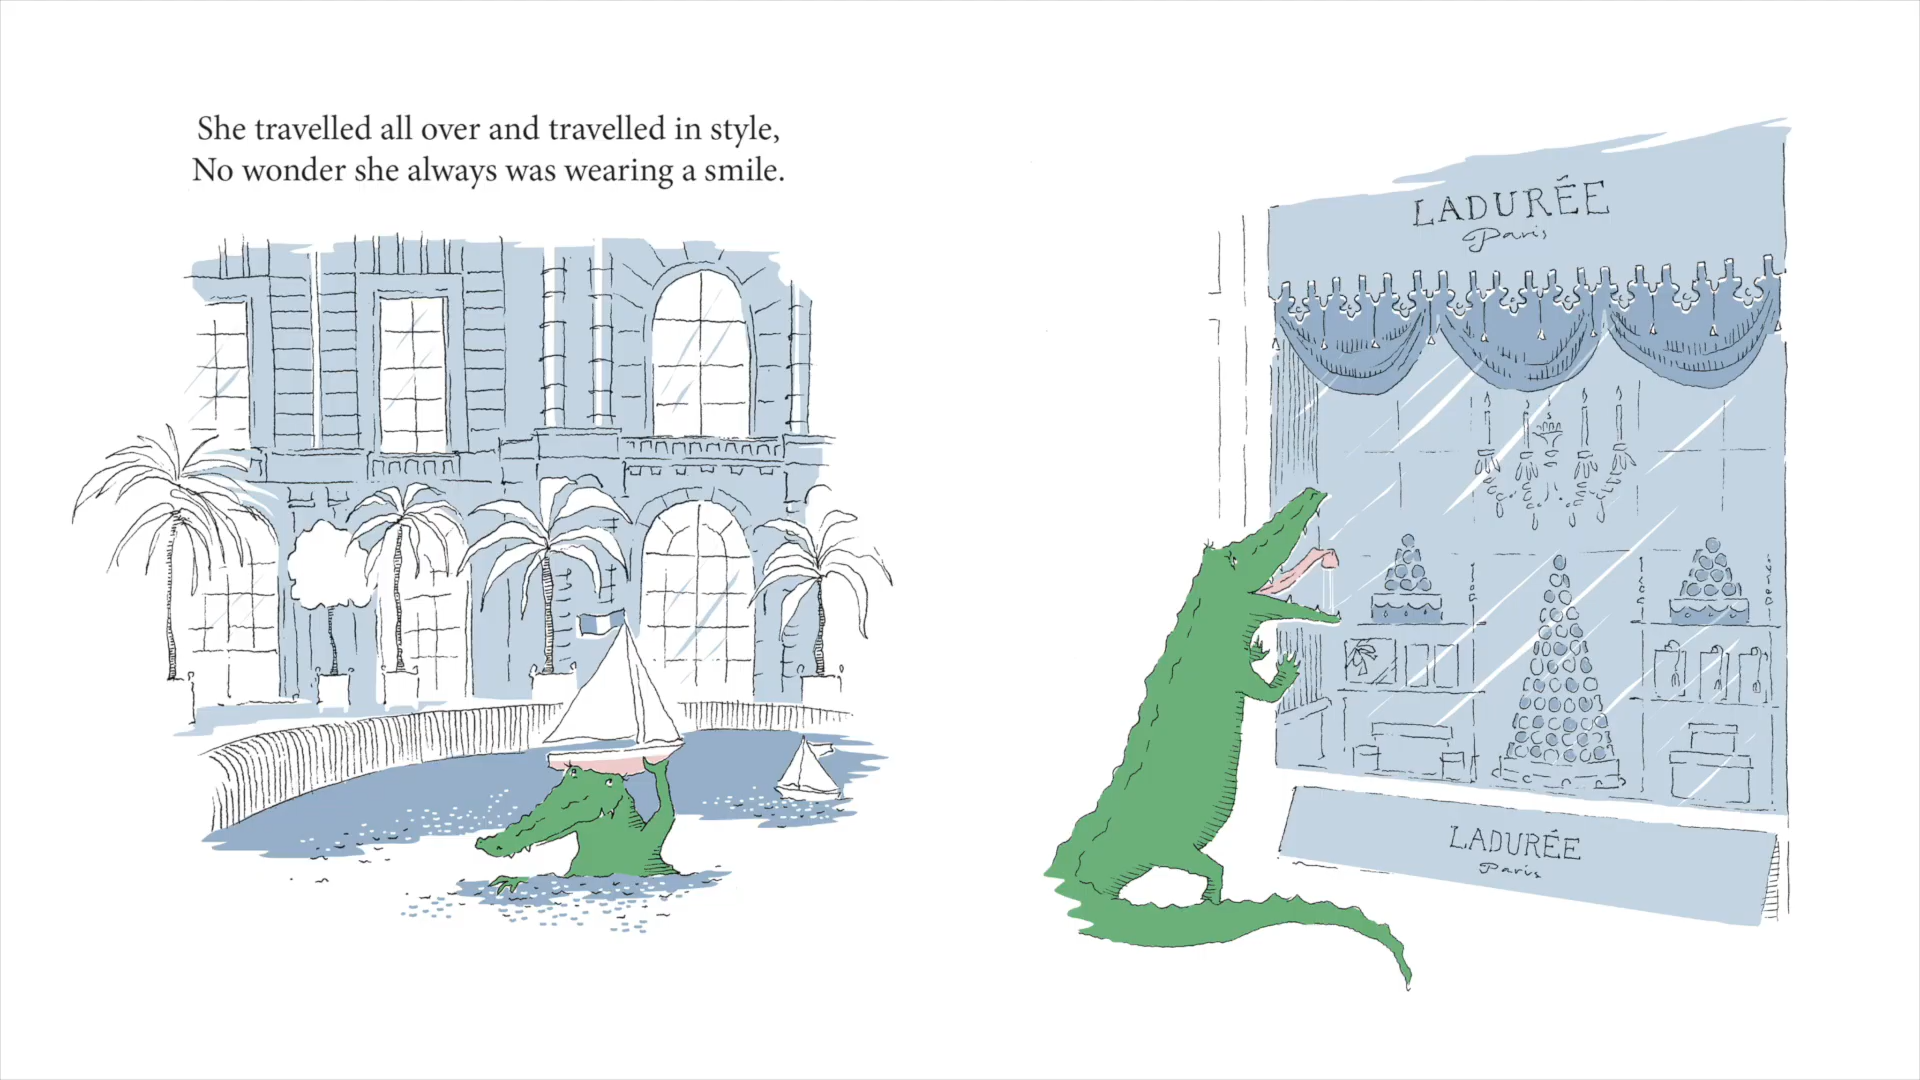 She travelled all over and travelled in style,
No wonder she always was wearing a smile.
LADURÉE
Paris
LADURÉE
Paris